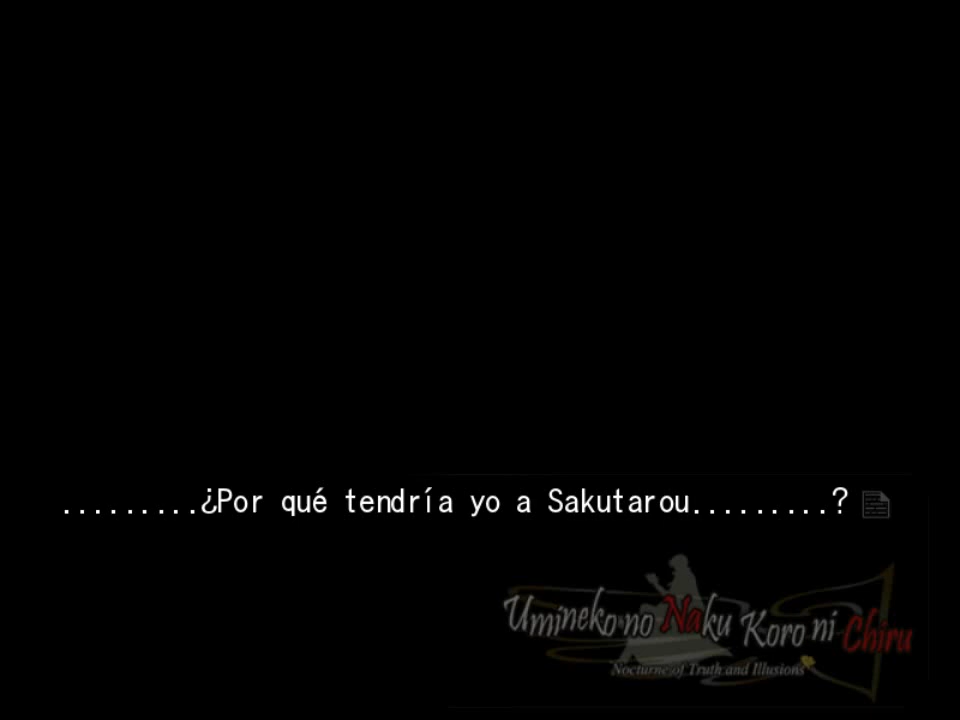 .........¿Por qué tendría yo a Sakutarou.........?
Umineko no Naku Koro ni Chiru
Nocturne of Truth and Illusions